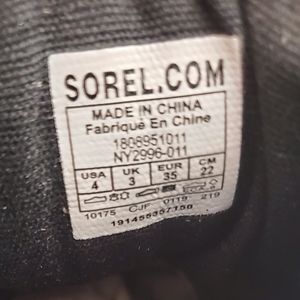 SOREL.COM
MADE IN CHINA
Fabriqué En Chine
1808951011
NY2996-011
USA UK EUR CM
4 3 35 22
10175 CJF 0119 219